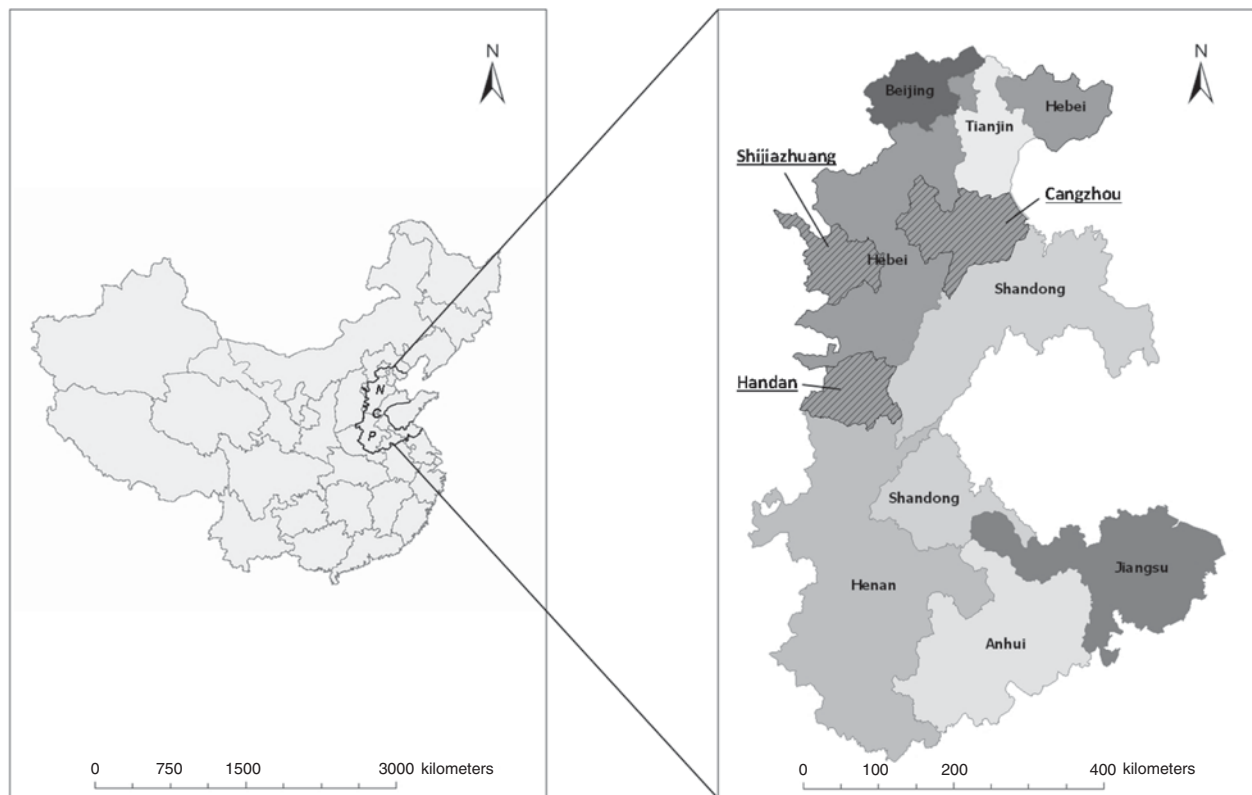 N
N
C
P
0 750 1500 3000 kilometers
N
Beijing
Hebei
Tianjin
Shijiazhuang
Cangzhou
Hebei
Shandong
Handan
Shandong
Jiangsu
Henan
Anhui
0 100 200 400 kilometers